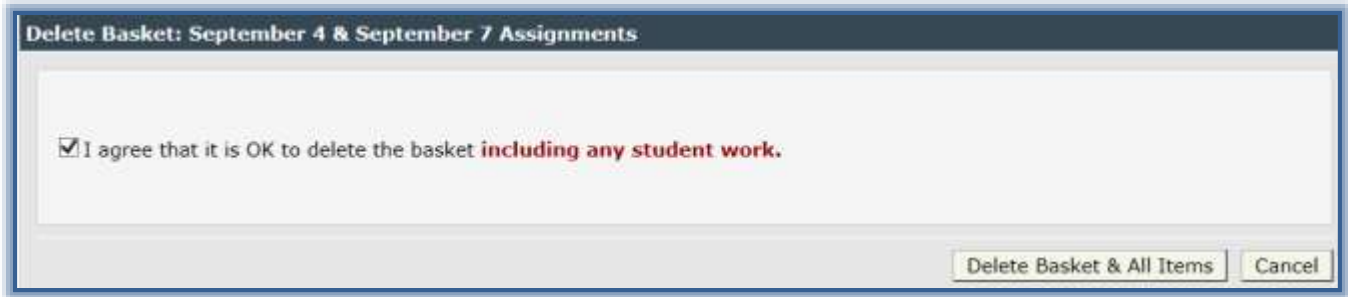 Delete Basket: September 4 & September 7 Assignments
I agree that it is OK to delete the basket including any student work.
Delete Basket & All Items Cancel